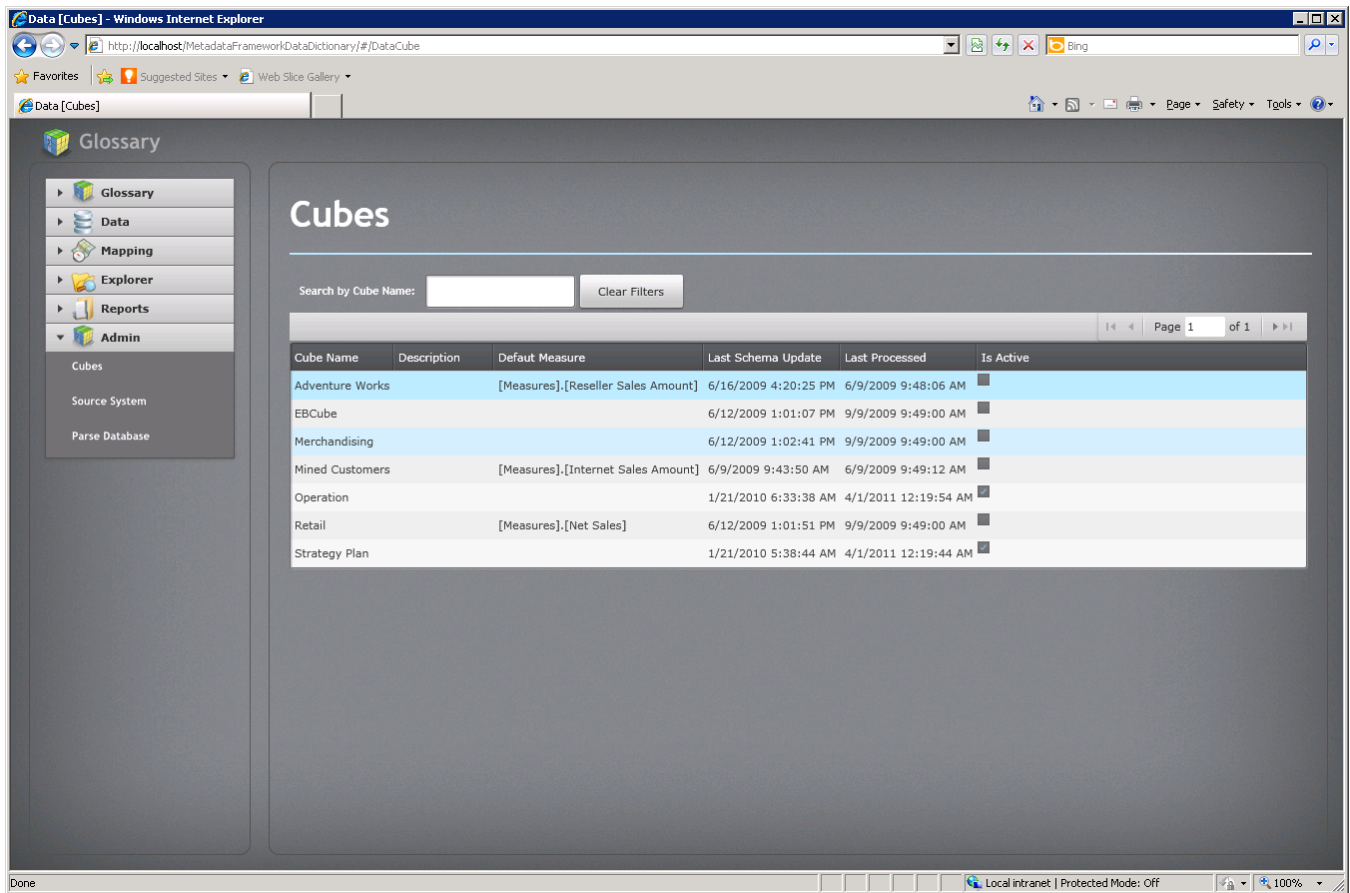 Data [Cubes] - Windows Internet Explorer
http://localhost/MetadataFrameworkDataDictionary/#/DataCube
Bing
Favorites Suggested Sites Web Slice Gallery
Data [Cubes]
Page Safety Tools
Glossary
Glossary
Data
Mapping
Explorer
Reports
Admin
Cubes
Source System
Parse Database
Cubes
Search by Cube Name: Clear Filters
Page 1 of 1
Cube Name Description Defaut Measure Last Schema Update Last Processed Is Active
Adventure Works [Measures].[Reseller Sales Amount] 6/16/2009 4:20:25 PM 6/9/2009 9:48:06 AM
EBCube 6/12/2009 1:01:07 PM 9/9/2009 9:49:00 AM
Merchandising 6/12/2009 1:02:41 PM 9/9/2009 9:49:00 AM
Mined Customers [Measures].[Internet Sales Amount] 6/9/2009 9:43:50 AM 6/9/2009 9:49:12 AM
Operation 1/21/2010 6:33:38 AM 4/1/2011 12:19:54 AM
Retail [Measures].[Net Sales] 6/12/2009 1:01:51 PM 9/9/2009 9:49:00 AM
Strategy Plan 1/21/2010 5:38:44 AM 4/1/2011 12:19:44 AM
Done Local intranet | Protected Mode: Off 100%